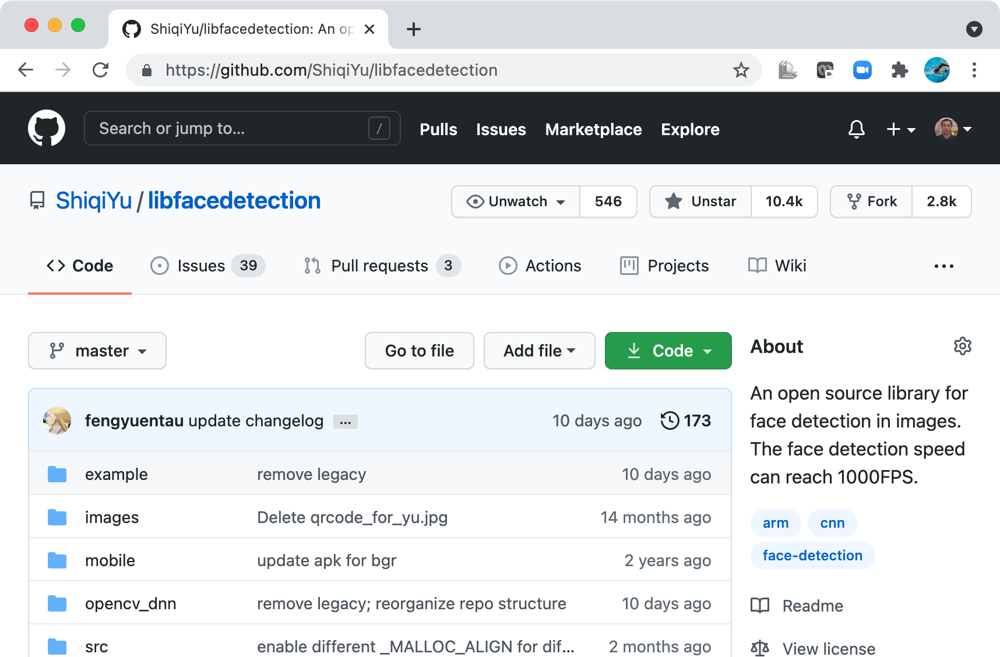 ShiqiYu/libfacedetection: An op
https://github.com/ShiqiYu/libfacedetection
Search or jump to... /
Pulls Issues Marketplace Explore
ShiqiYu / libfacedetection
Unwatch 546
Unstar 10.4k
Fork 2.8k
Code
Issues 39
Pull requests 3
Actions
Projects
Wiki
master
Go to file
Add file
Code
fengyuentau update changelog ... 10 days ago 173
example remove legacy 10 days ago
images Delete qrcode_for_yu.jpg 14 months ago
mobile update apk for bgr 2 years ago
opencv_dnn remove legacy; reorganize repo structure 10 days ago
src enable different _MALLOC_ALIGN for dif... 2 months ago
About
An open source library for
face detection in images.
The face detection speed
can reach 1000FPS.
arm cnn
face-detection
Readme
View license